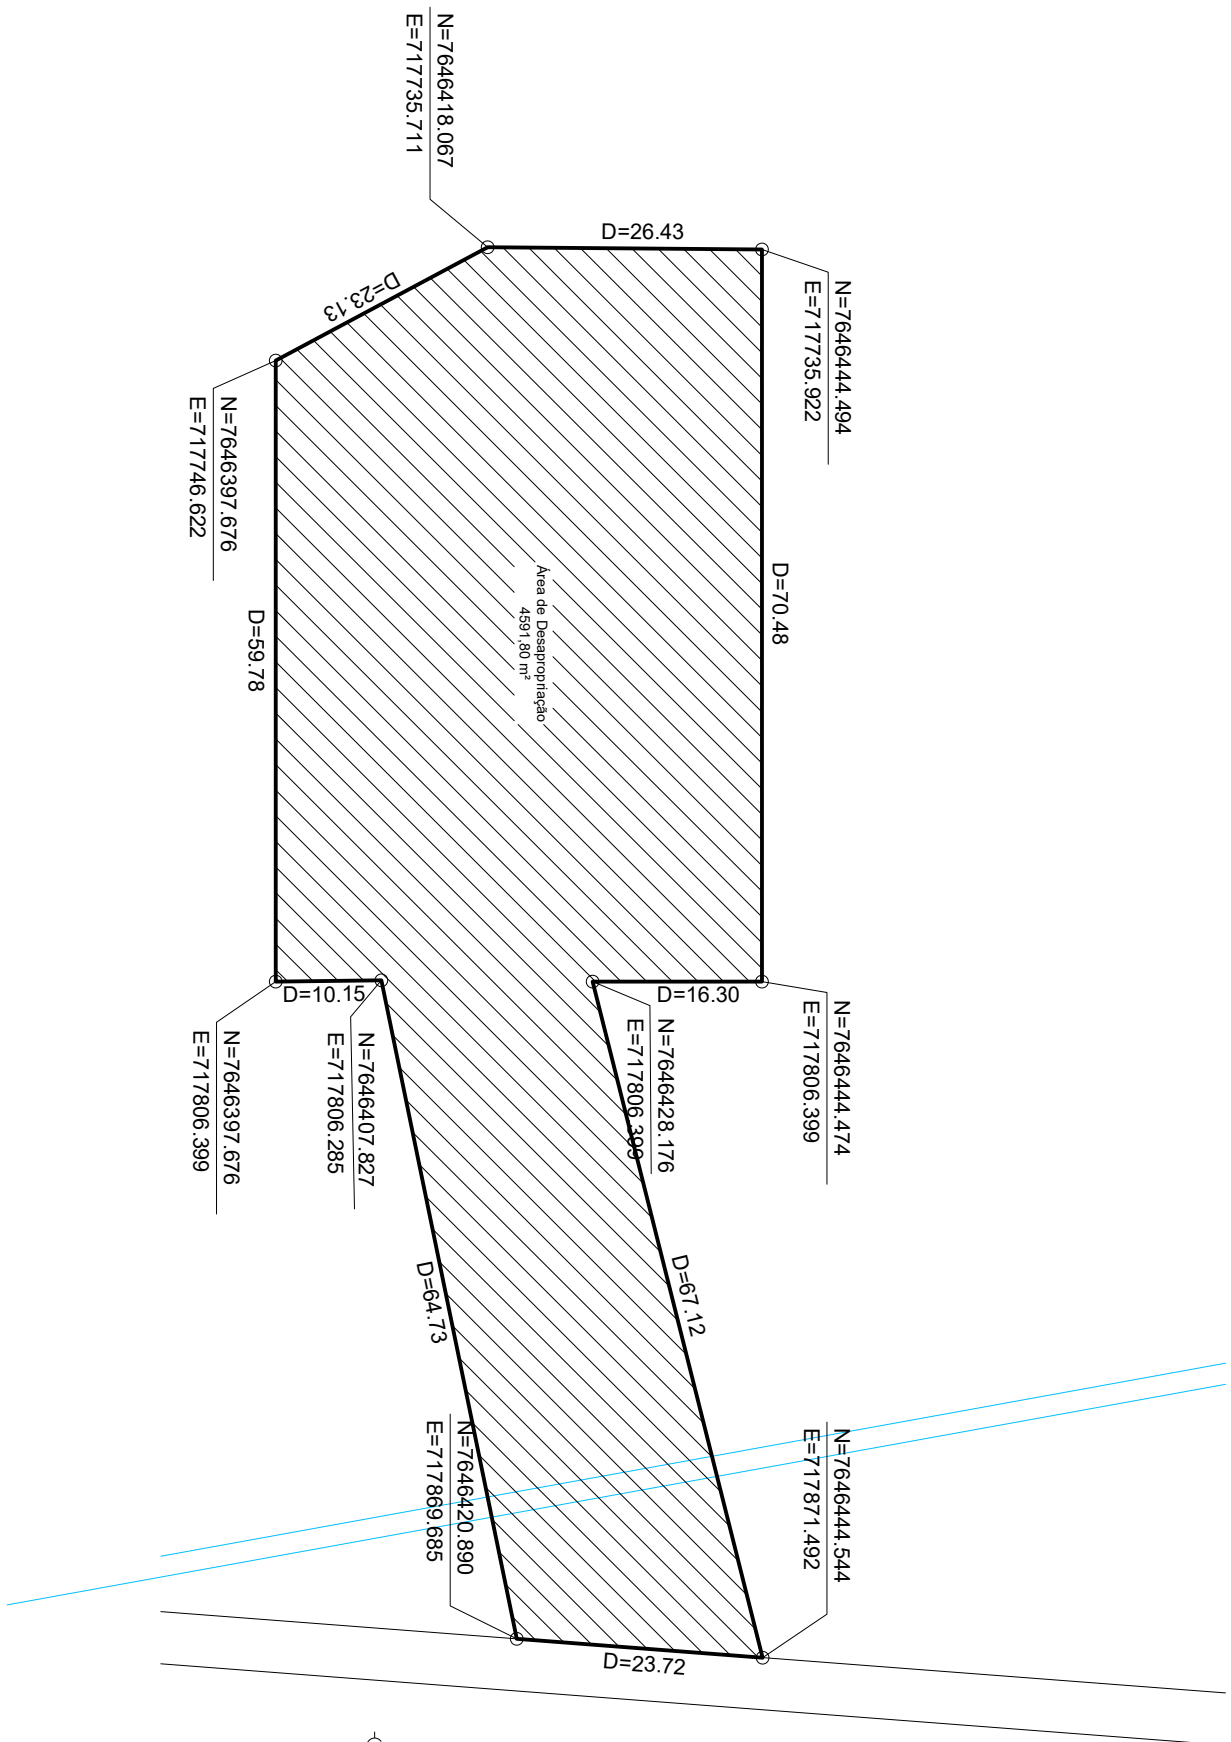 N=7646418.067
E=717735.711
D=26.43
N=7646444.494
E=717735.922
D=23.13
N=7646397.676
E=717746.622
D=70.48
Área de Desapropriação
4591,80 m²
D=59.78
D=10.15
D=16.30
N=7646444.474
E=717806.399
N=7646428.176
E=717806.399
N=7646407.827
E=717806.285
N=7646397.676
E=717806.399
D=67.12
D=64.73
N=7646444.544
E=717871.492
N=7646420.890
E=717869.685
D=23.72